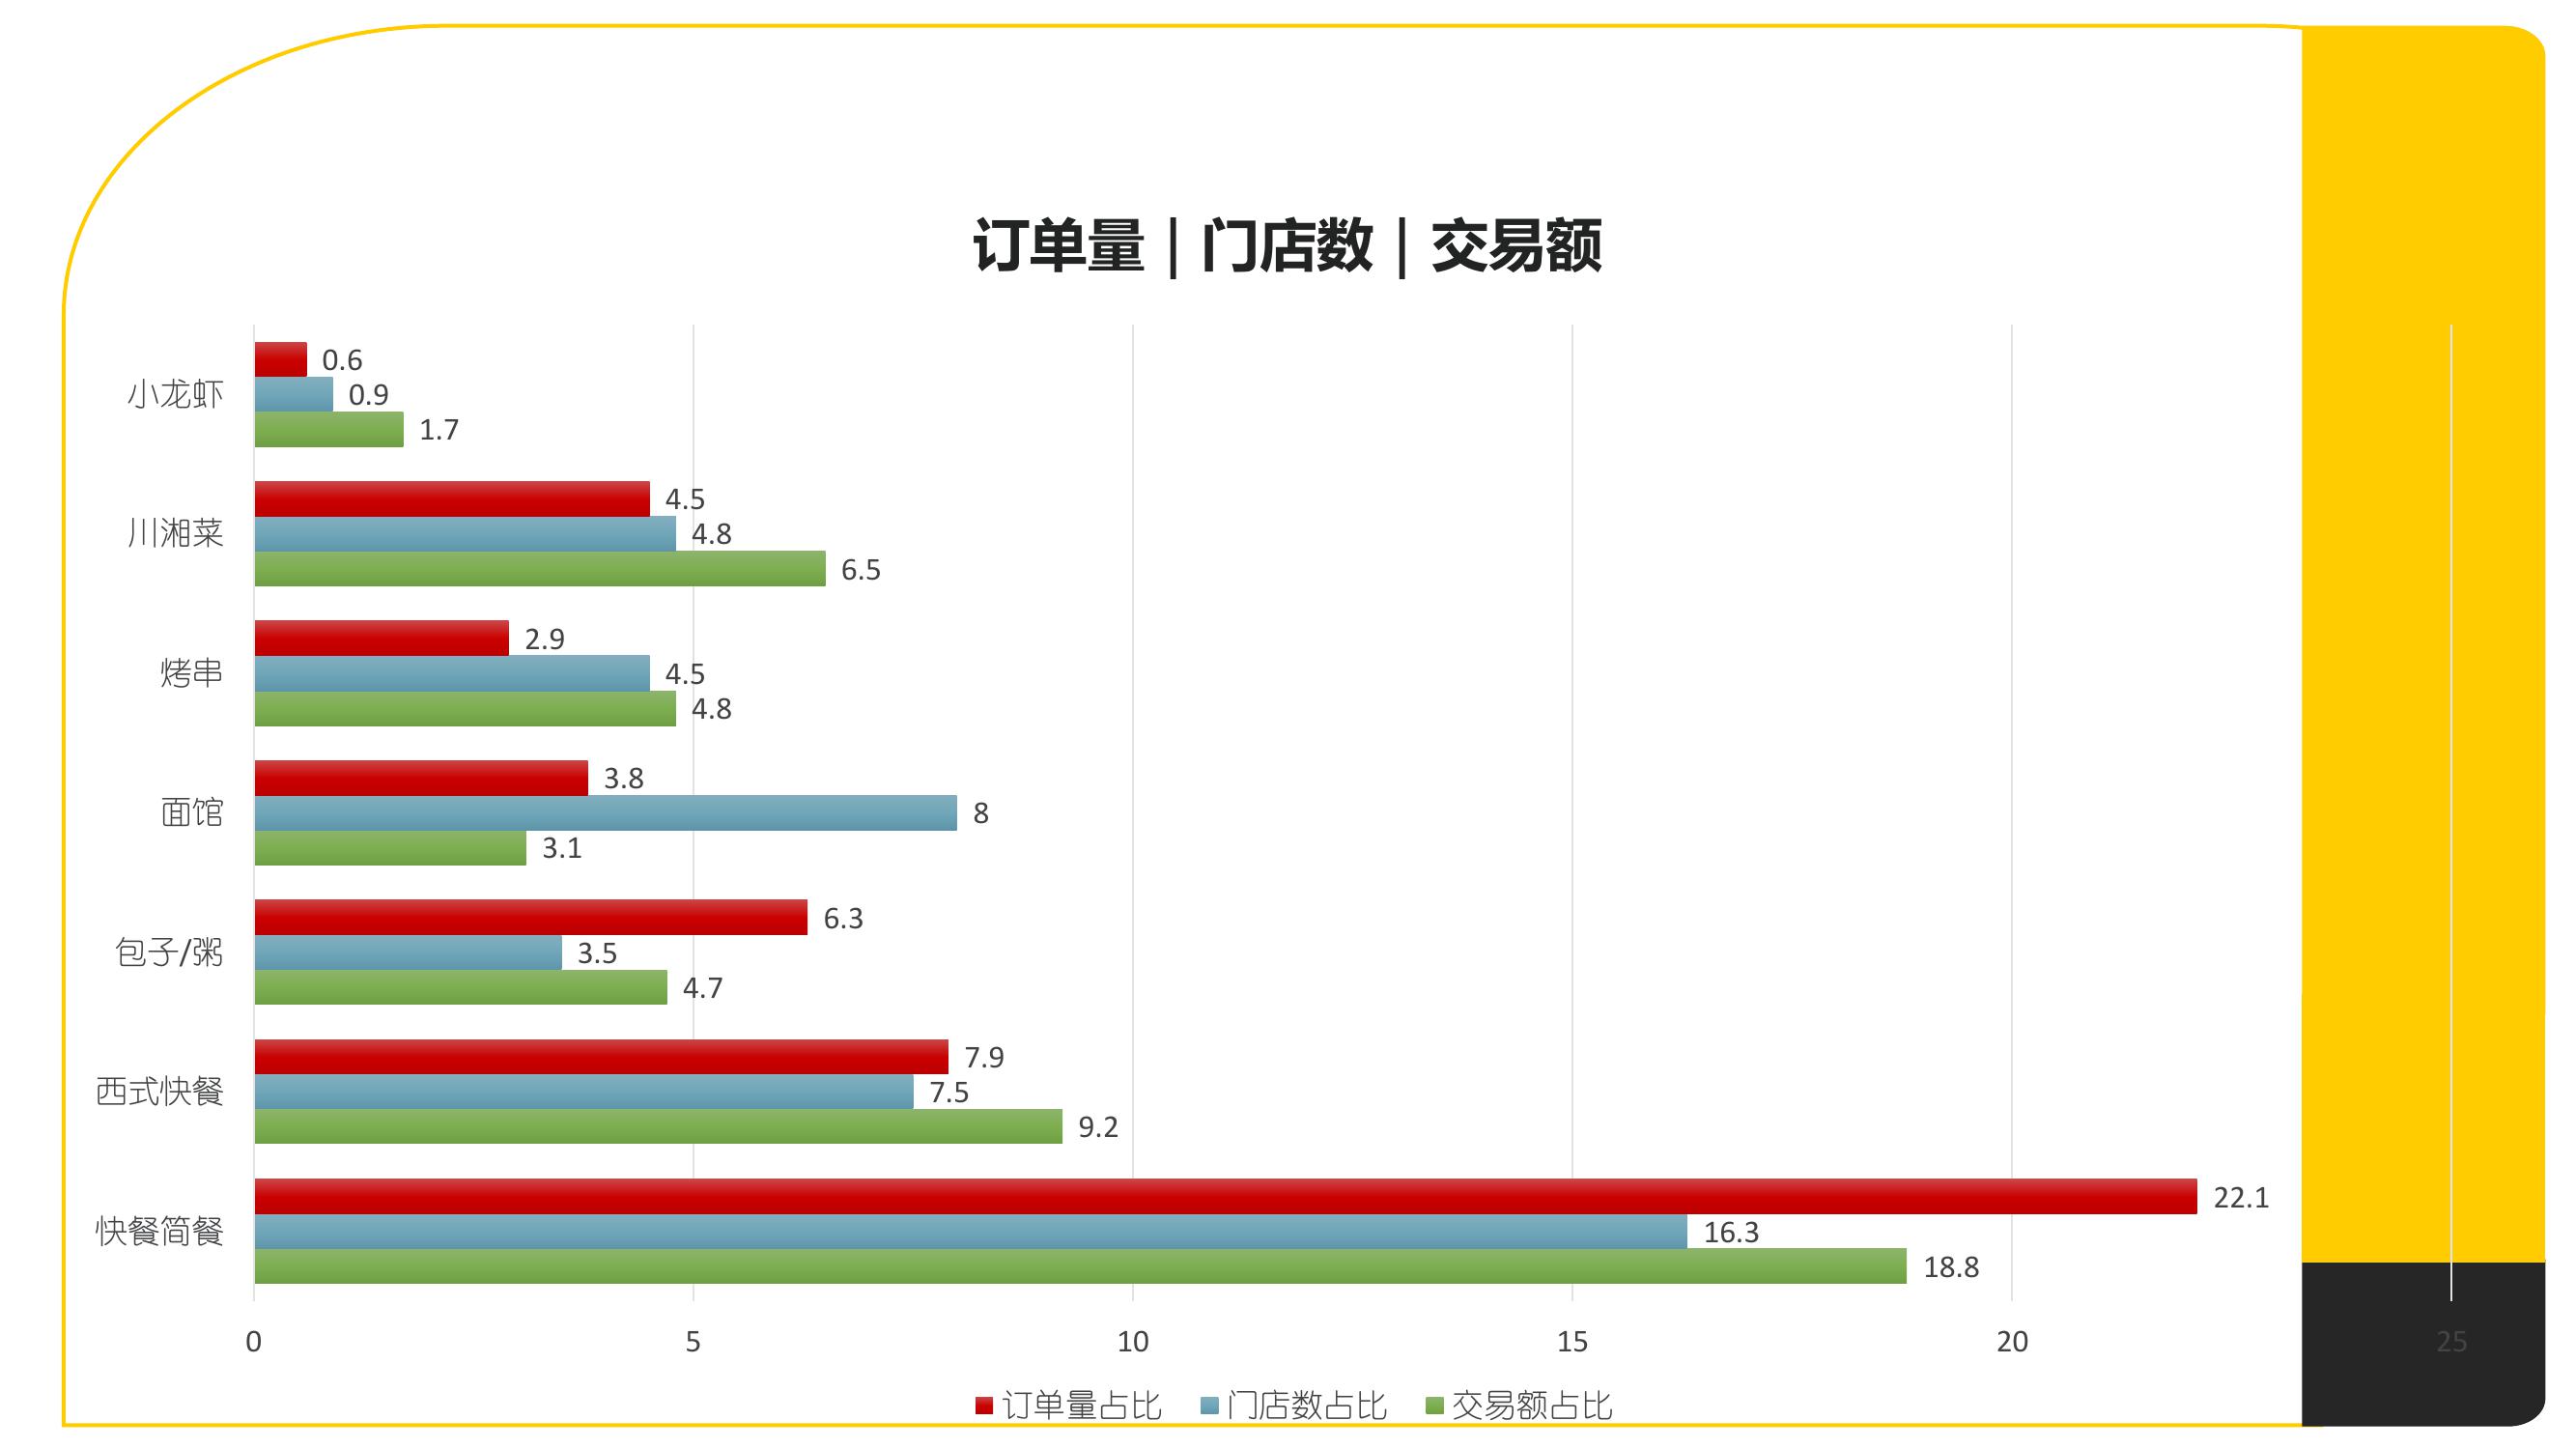 订单量 | 门店数 | 交易额
小龙虾
0.6
0.9
1.7
川湘菜
4.5
4.8
6.5
烤串
2.9
4.5
4.8
面馆
3.8
8
3.1
包子/粥
6.3
3.5
4.7
西式快餐
7.9
7.5
9.2
快餐简餐
22.1
16.3
18.8
0 5 10 15 20 25
订单量占比 门店数占比 交易额占比